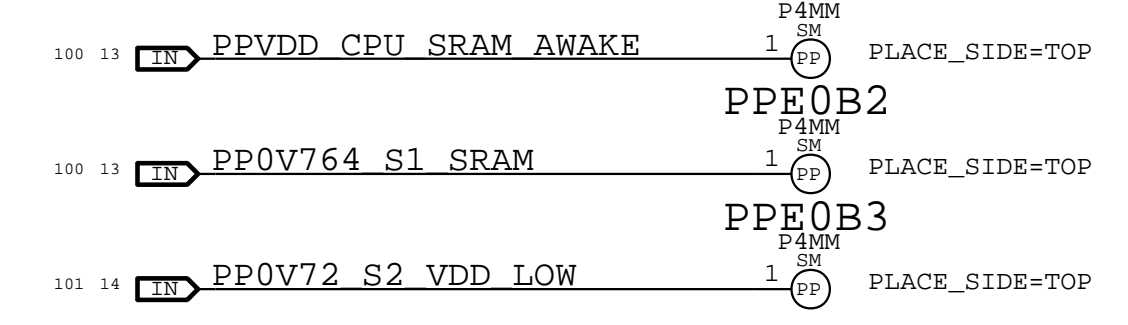 P4MM
SM
100 13 IN PPVDD_CPU_SRAM_AWAKE 1 PP PLACE_SIDE=TOP
PPE0B2
P4MM
SM
100 13 IN PP0V764_S1_SRAM 1 PP PLACE_SIDE=TOP
PPE0B3
P4MM
SM
101 14 IN PP0V72_S2_VDD_LOW 1 PP PLACE_SIDE=TOP